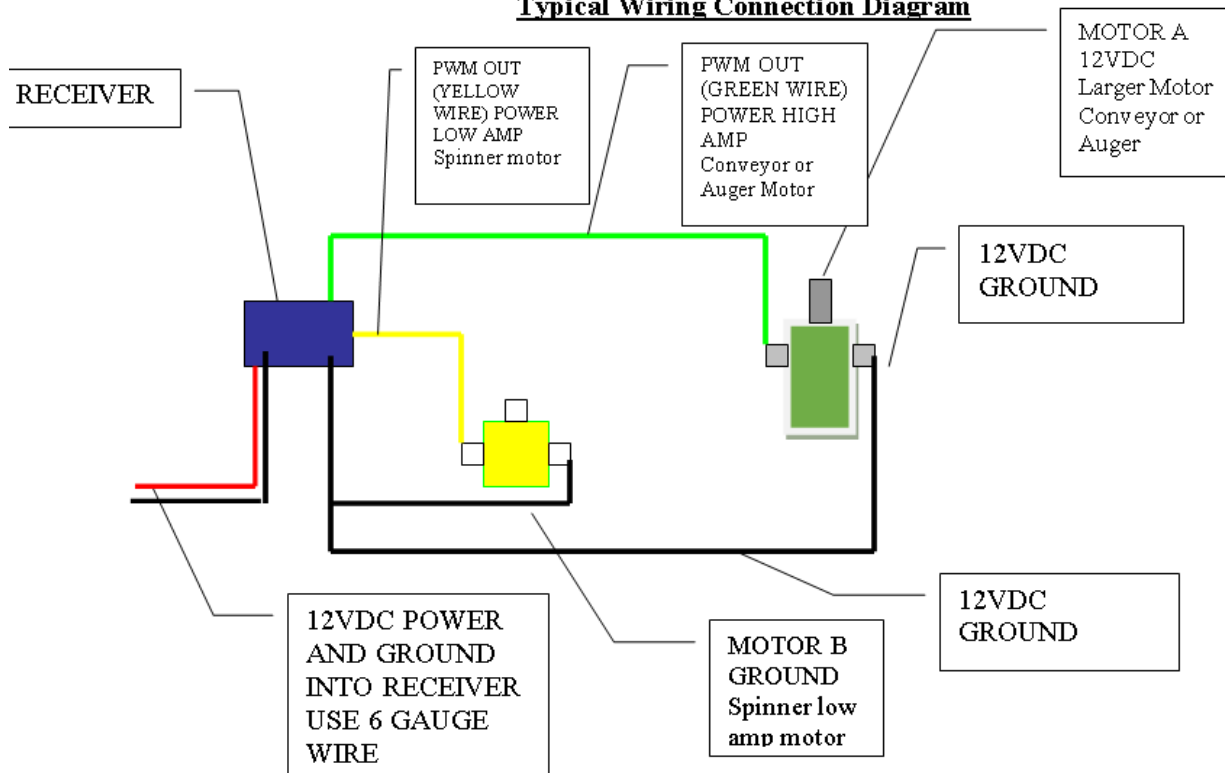 Typical Wiring Connection Diagram
RECEIVER
PWM OUT
(YELLOW
WIRE) POWER
LOW AMP
Spinner motor
PWM OUT
(GREEN WIRE)
POWER HIGH
AMP
Conveyor or
Auger Motor
MOTOR A
12VDC
Larger Motor
Conveyor or
Auger
12VDC
GROUND
12VDC POWER
AND GROUND
INTO RECEIVER
USE 6 GAUGE
WIRE
MOTOR B
GROUND
Spinner low
amp motor
12VDC
GROUND